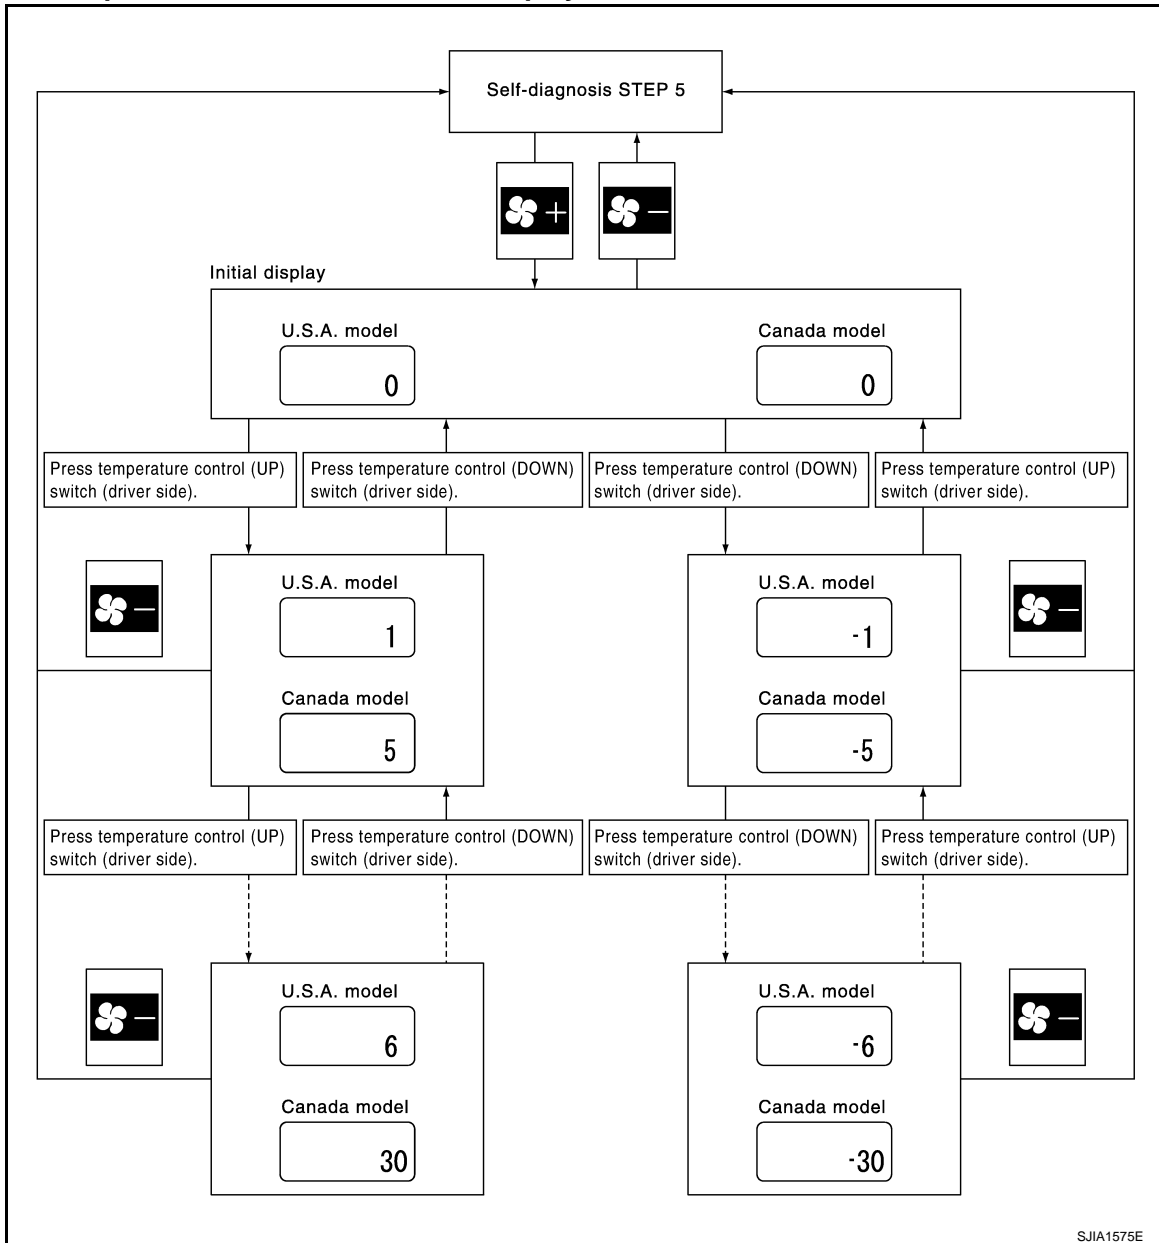 Self-diagnosis STEP 5
Initial display
U.S.A. model
Canada model
0
0
Press temperature control (UP)
switch (driver side).
Press temperature control (DOWN)
switch (driver side).
Press temperature control (DOWN)
switch (driver side).
Press temperature control (UP)
switch (driver side).
U.S.A. model
1
Canada model
5
U.S.A. model
-1
Canada model
-5
Press temperature control (UP)
switch (driver side).
Press temperature control (DOWN)
switch (driver side).
Press temperature control (DOWN)
switch (driver side).
Press temperature control (UP)
switch (driver side).
U.S.A. model
6
Canada model
30
U.S.A. model
-6
Canada model
-30
SJIA1575E